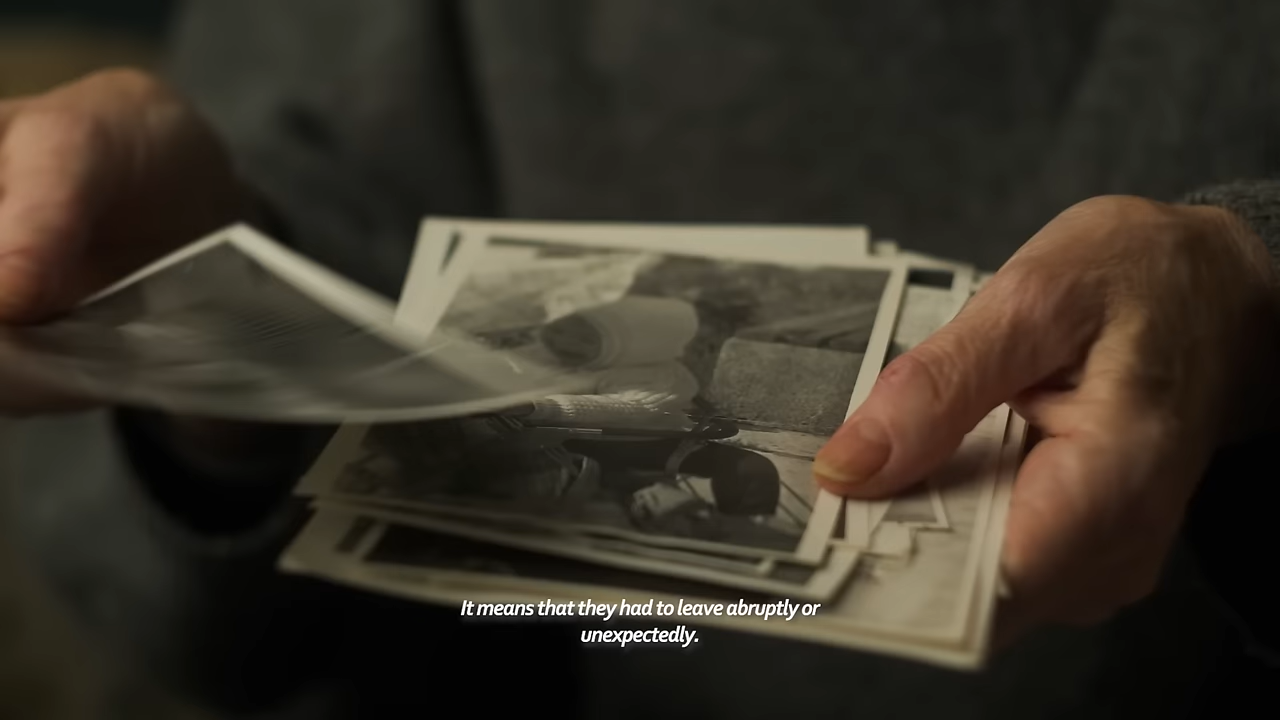 It means that they had to leave abruptly or
unexpectedly.